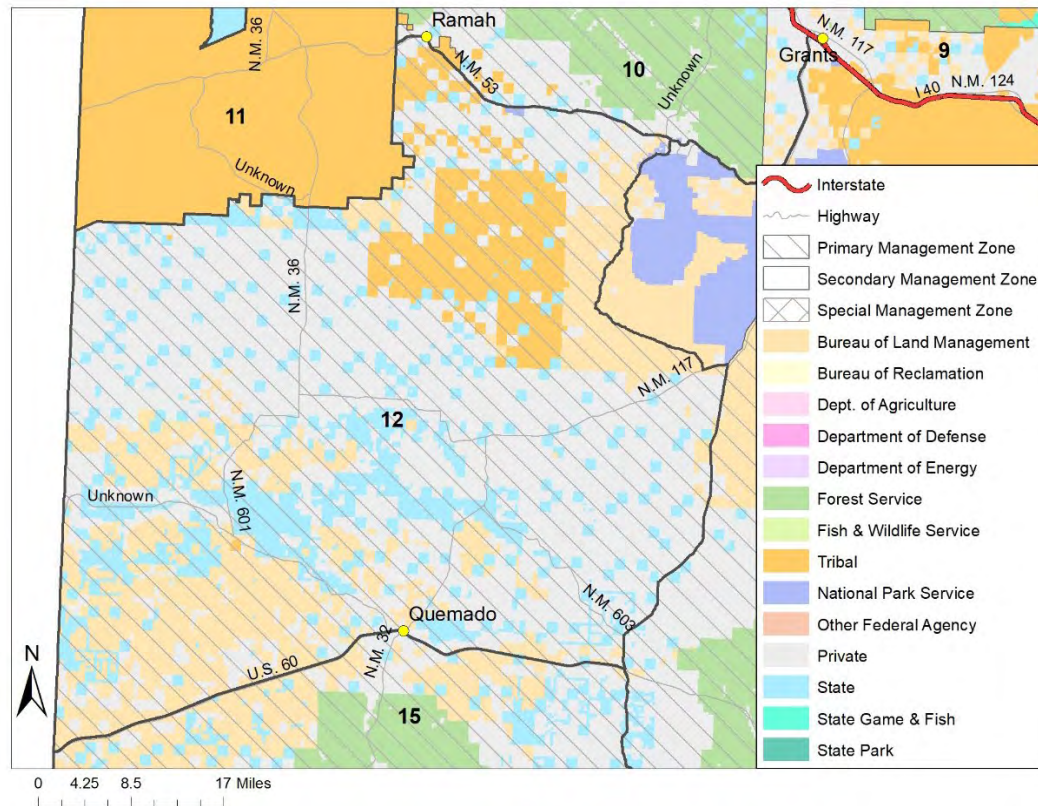 N.M. 36
Ramah
N.M. 53
10
Unknown
N.M. 117
9
Grants
I 40
N.M. 124
11
Unknown
N.M. 36
N.M. 117
12
N.M. 601
Unknown
N.M. 603
Quemado
N.M. 32
U.S. 60
15
N
Interstate
Highway
Primary Management Zone
Secondary Management Zone
Special Management Zone
Bureau of Land Management
Bureau of Reclamation
Dept. of Agriculture
Department of Defense
Department of Energy
Forest Service
Fish & Wildlife Service
Tribal
National Park Service
Other Federal Agency
Private
State
State Game & Fish
State Park
0 4.25 8.5 17 Miles